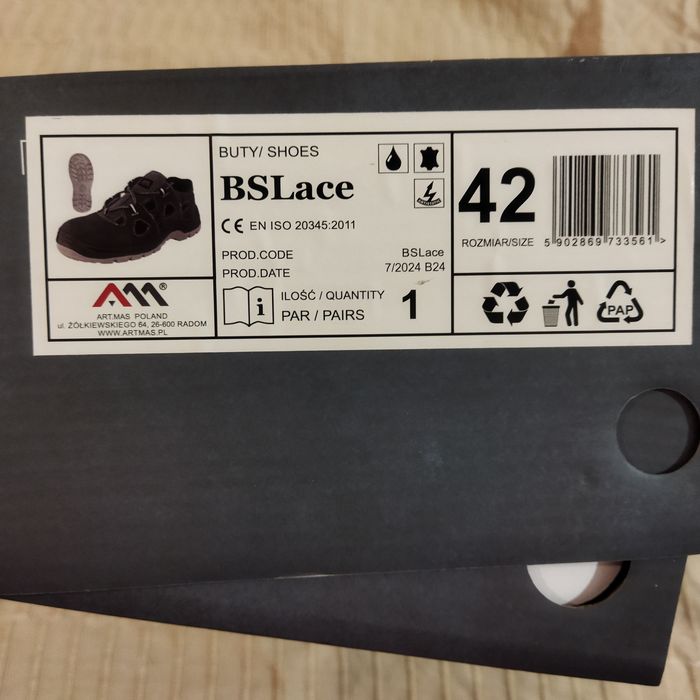 BUTY/ SHOES
BSLace
CE EN ISO 20345:2011
PROD.CODE BSLace
PROD.DATE 7/2024 B24
ILOŚĆ / QUANTITY
PAR / PAIRS 1
AM®
ART.MAS POLAND
ul. ŻÓŁKIEWSKIEGO 64, 26-600 RADOM
WWW.ARTMAS.PL
42
ROZMIAR/SIZE
5 902869 733561 >
PAP